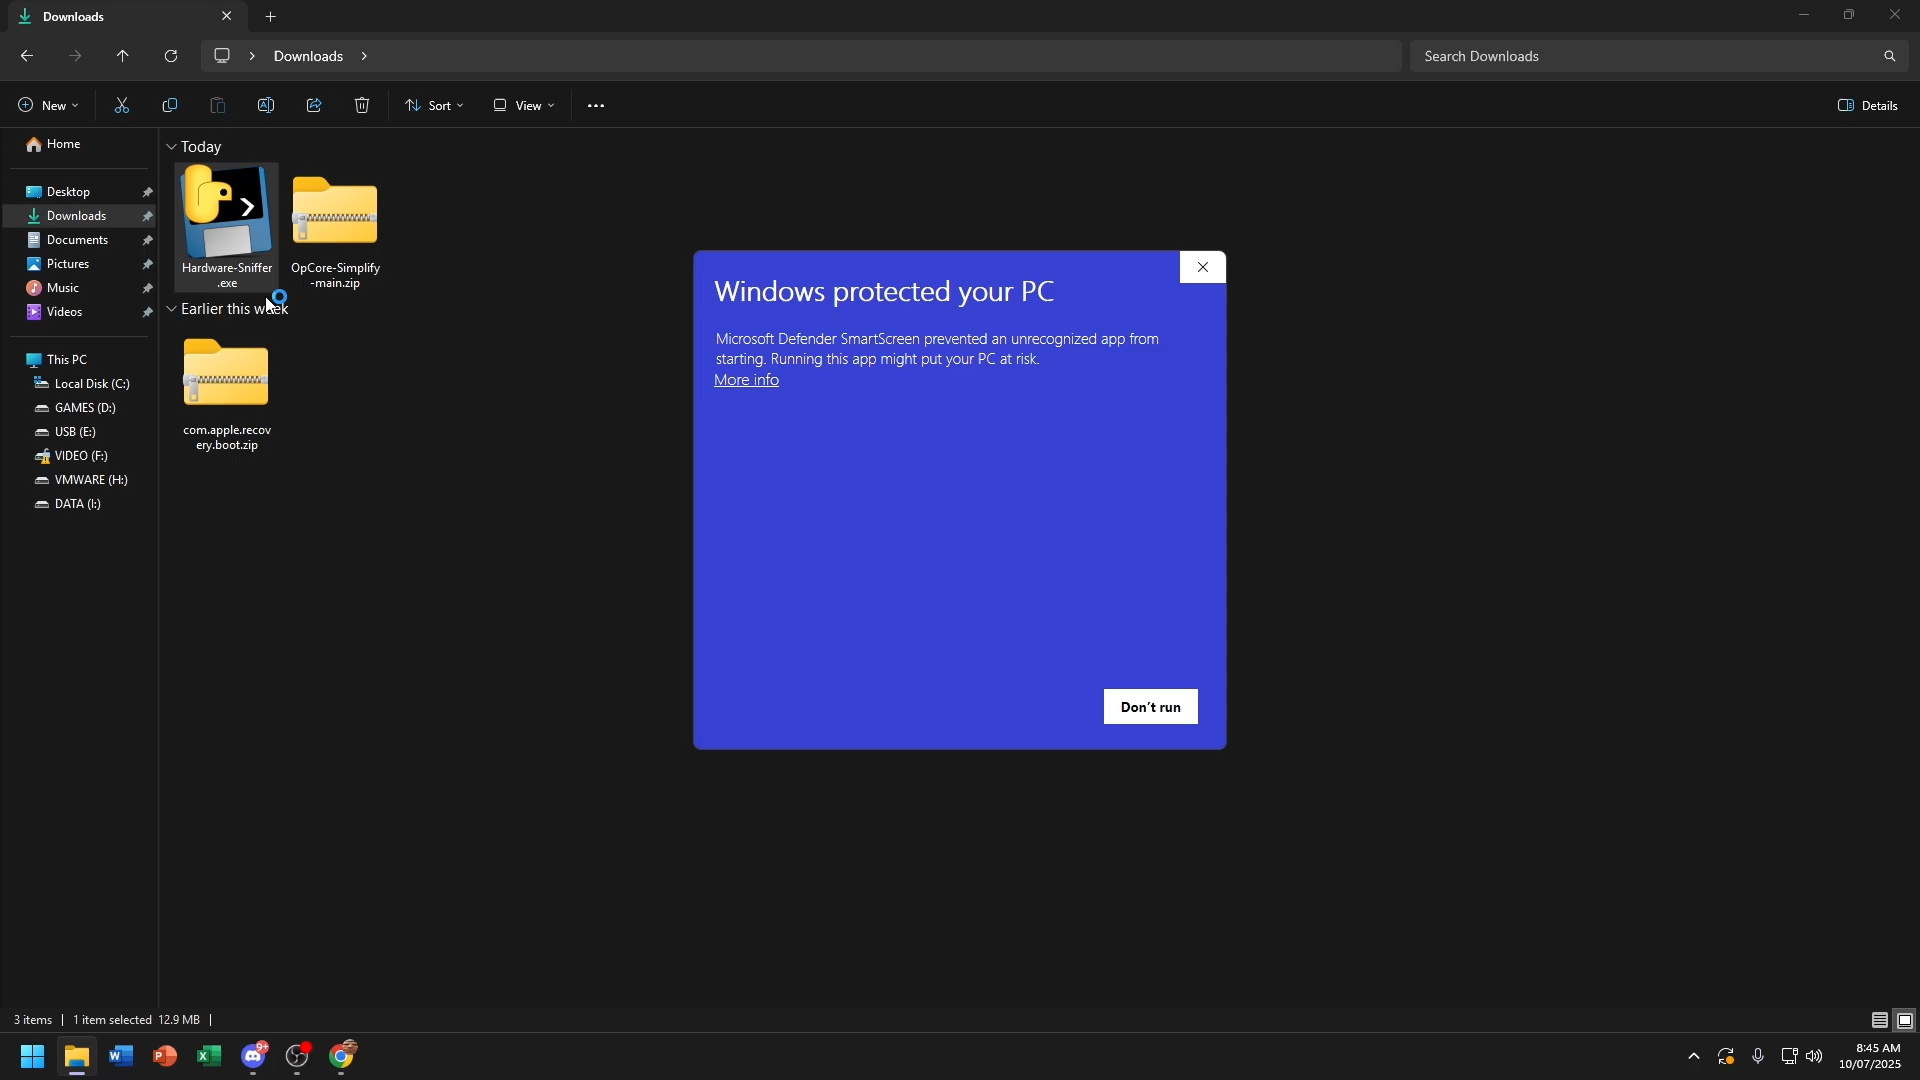 Downloads
Downloads
Search Downloads
New
Sort
View
Details
Home
Desktop
Downloads
Documents
Pictures
Music
Videos
This PC
Local Disk (C:)
GAMES (D:)
USB (E:)
VIDEO (F:)
VMWARE (H:)
DATA (I:)
Today
Hardware-Sniffer
.exe
OpCore-Simplify
-main.zip
Earlier this week
com.apple.recov
ery.boot.zip
Windows protected your PC
Microsoft Defender SmartScreen prevented an unrecognized app from
starting. Running this app might put your PC at risk.
More info
Don't run
3 items
1 item selected 12.9 MB
9+
8:45 AM
10/07/2025